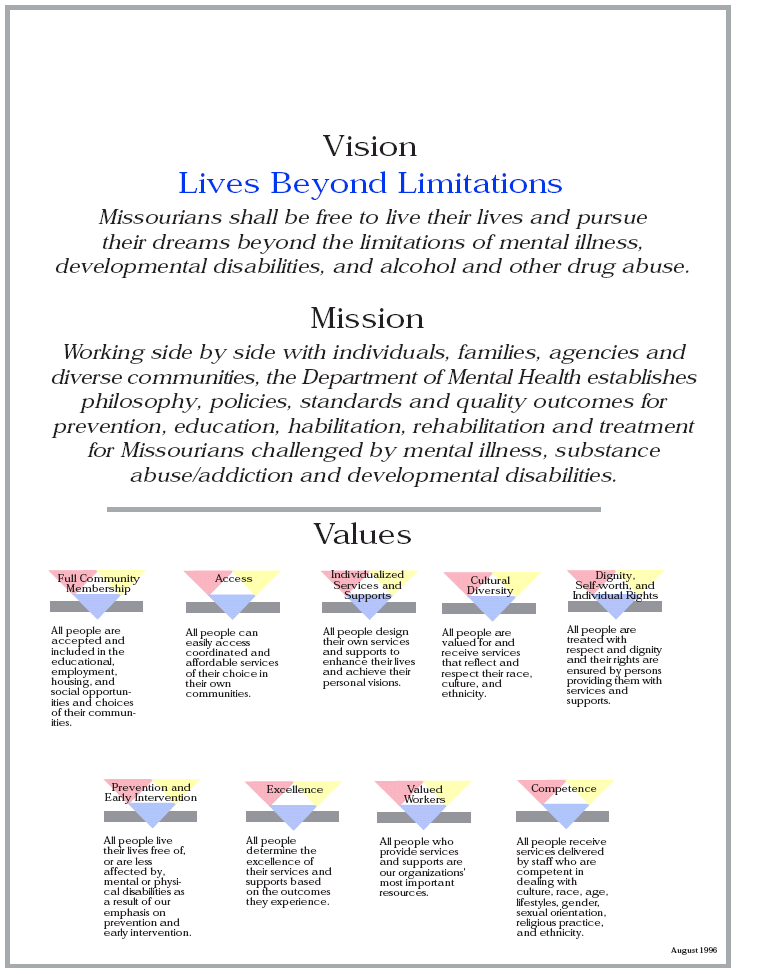 Vision
Lives Beyond Limitations
Missourians shall be free to live their lives and pursue
their dreams beyond the limitations of mental illness,
developmental disabilities, and alcohol and other drug abuse.
Mission
Working side by side with individuals, families, agencies and
diverse communities, the Department of Mental Health establishes
philosophy, policies, standards and quality outcomes for
prevention, education, habilitation, rehabilitation and treatment
for Missourians challenged by mental illness, substance
abuse/addiction and developmental disabilities.
Values
Full Community
Membership
All people are
accepted and
included in the
educational,
employment,
housing, and
social opportun-
ities and choices
of their commun-
ities.
Access
All people can
easily access
coordinated and
affordable services
of their choice in
their own
communities.
Individualized
Services and
Supports
All people design
their own services
and supports to
enhance their lives
and achieve their
personal visions.
Cultural
Diversity
All people are
valued for and
receive services
that reflect and
respect their race,
culture, and
ethnicity.
Dignity,
Self-worth, and
Individual Rights
All people are
treated with
respect and dignity
and their rights are
ensured by persons
providing them with
services and
supports.
Prevention and
Early Intervention
All people live
their lives free of,
or are less
affected by,
mental or physi-
cal disabilities as
a result of our
emphasis on
prevention and
early intervention.
Excellence
All people
determine the
excellence of
their services and
supports based
on the outcomes
they experience.
Valued
Workers
All people who
provide services
and supports are
our organizations'
most important
resources.
Competence
All people receive
services delivered
by staff who are
competent in
dealing with
culture, race, age,
lifestyles, gender,
sexual orientation,
religious practice,
and ethnicity.
August 1996